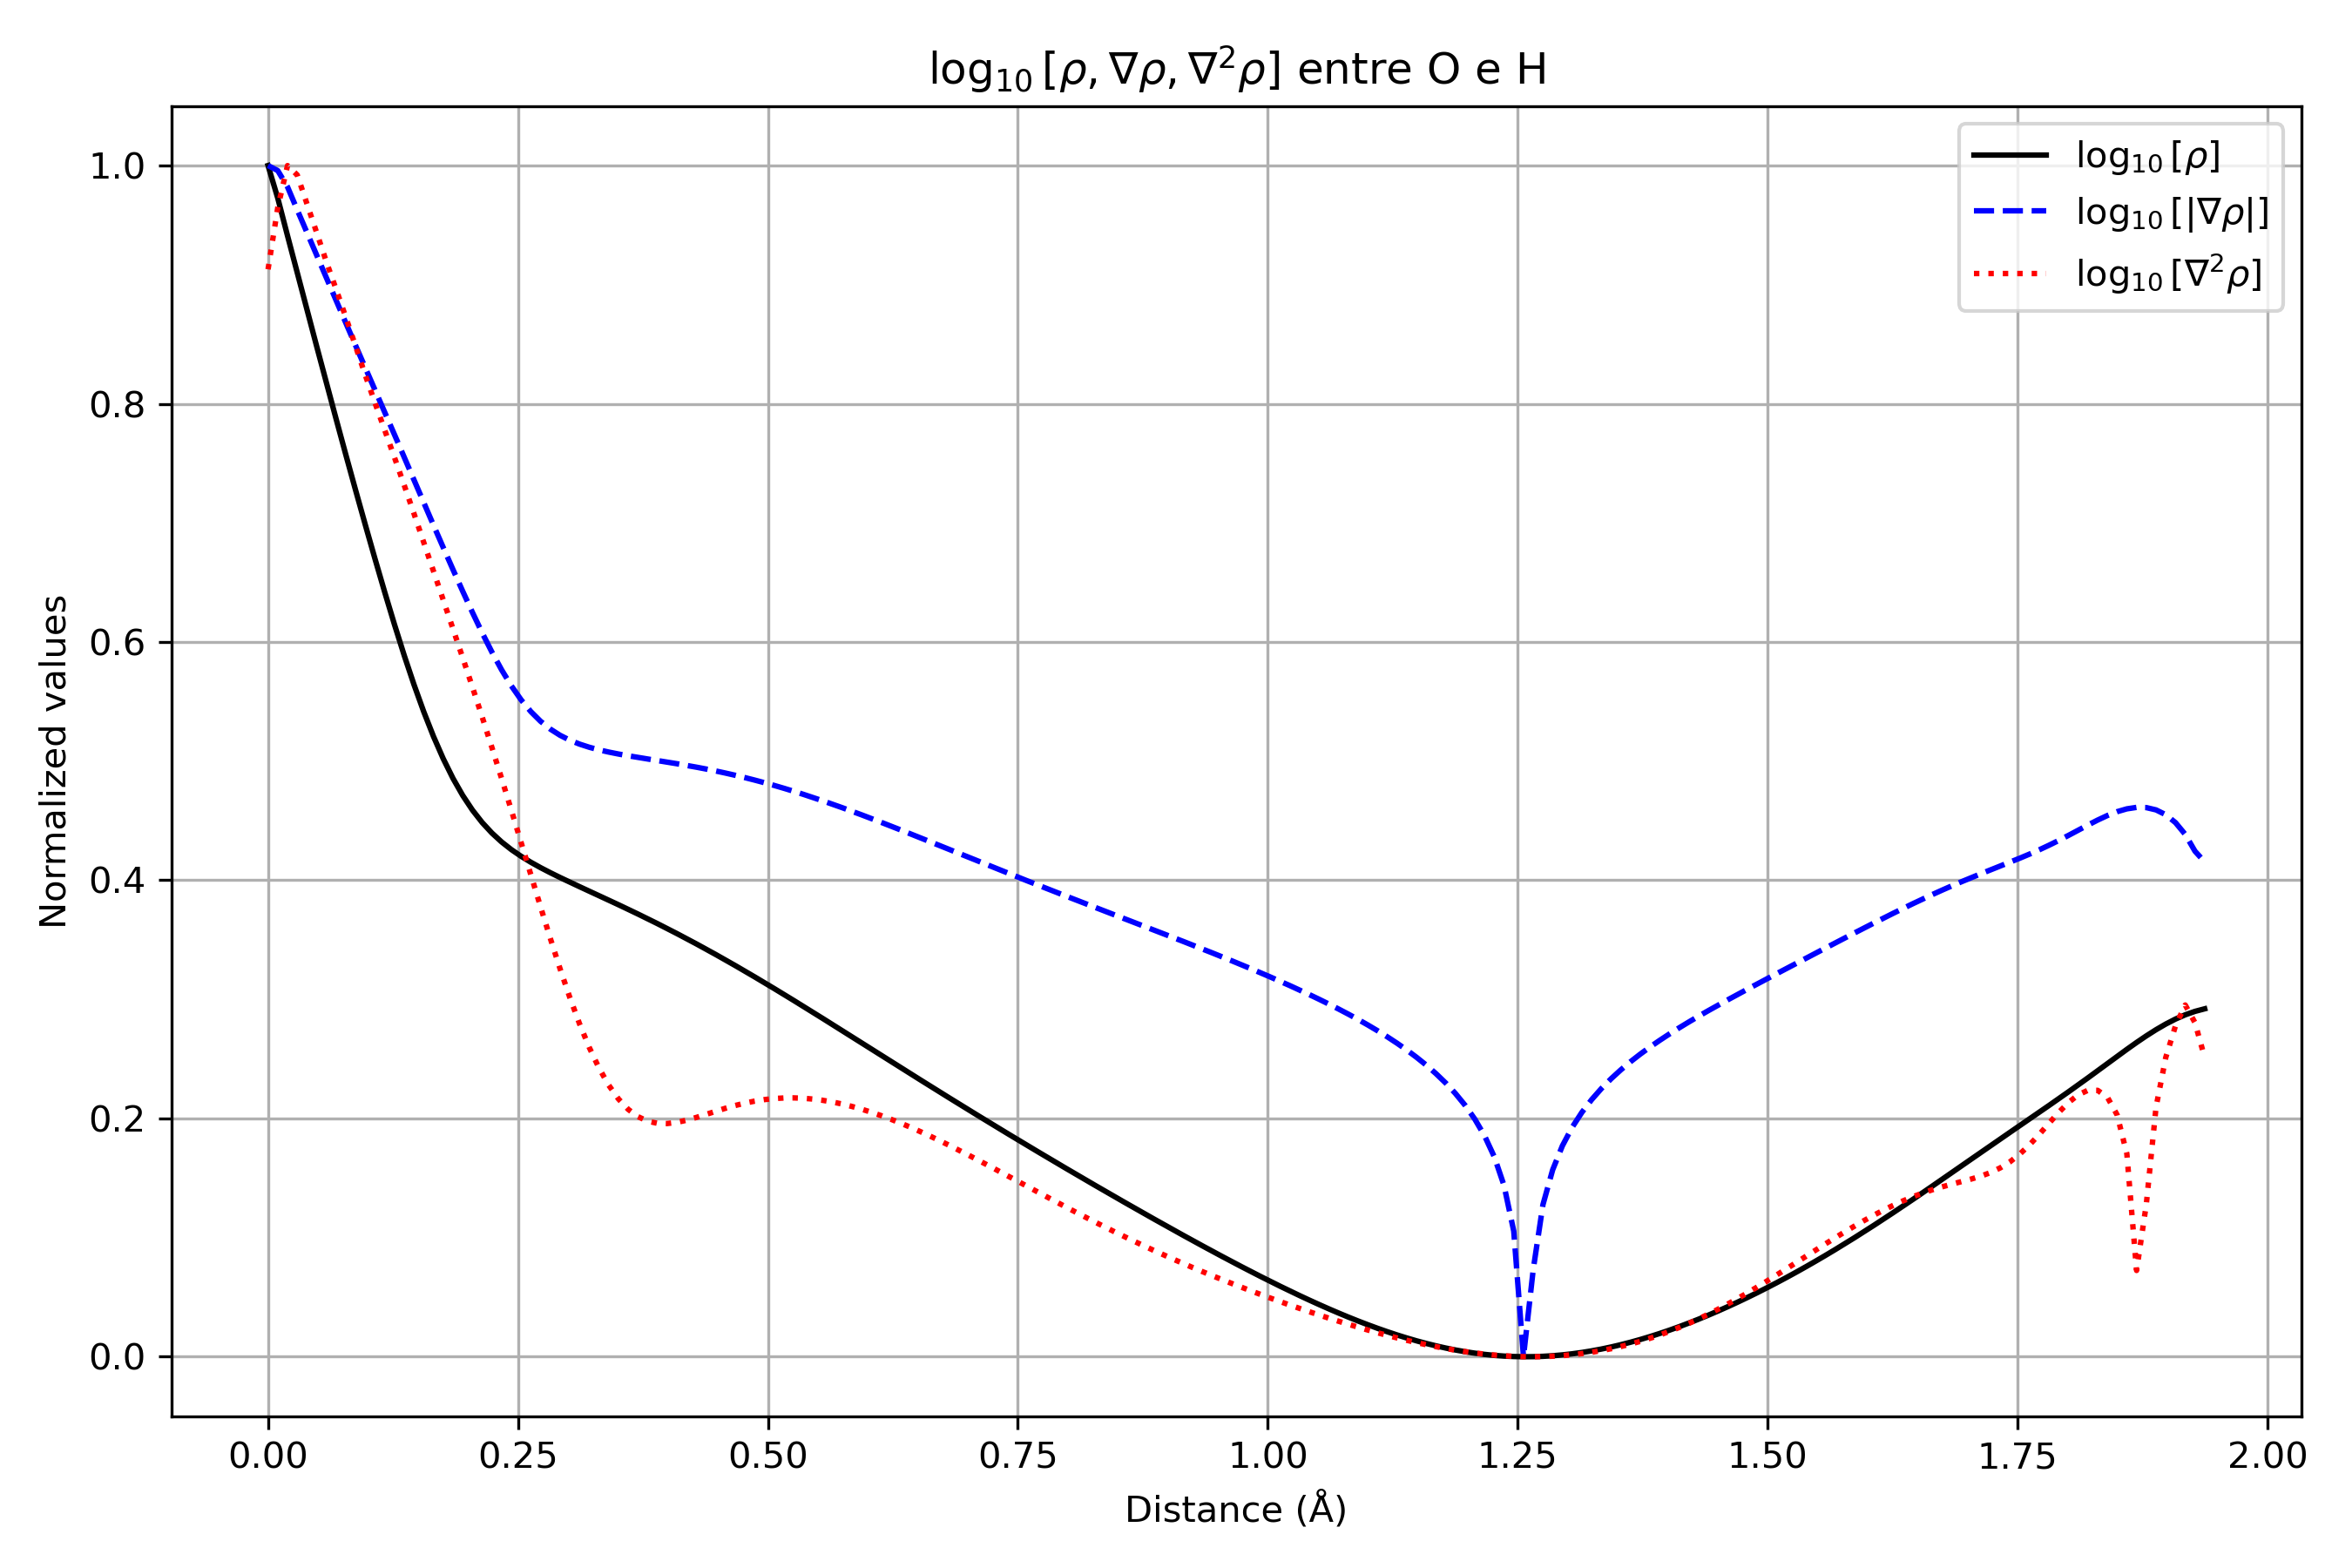 log₁₀ [ρ, ∇ρ, ∇²ρ] entre O e H
log₁₀ [ρ]
log₁₀ [|∇ρ|]
log₁₀ [∇²ρ]
1.0
0.8
0.6
0.4
0.2
0.0
Normalized values
0.00 0.25 0.50 0.75 1.00 1.25 1.50 1.75 2.00
Distance (Å)